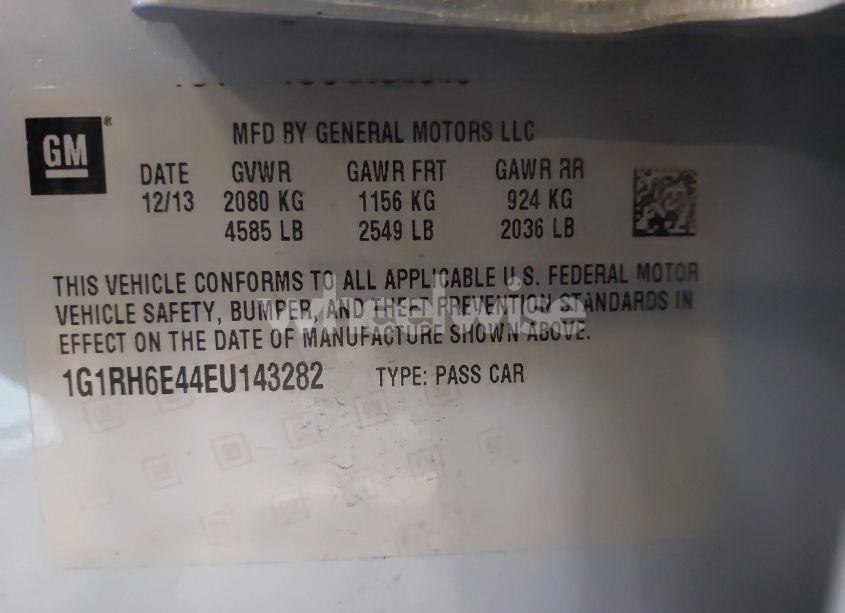 GM®
MFD BY GENERAL MOTORS LLC
DATE GVWR GAWR FRT GAWR RR
12/13 2080 KG 1156 KG 924 KG
4585 LB 2549 LB 2036 LB
THIS VEHICLE CONFORMS TO ALL APPLICABLE U.S. FEDERAL MOTOR
VEHICLE SAFETY, BUMPER, AND THEFT PREVENTION STANDARDS IN
EFFECT ON THE DATE OF MANUFACTURE SHOWN ABOVE.
1G1RH6E44EU143282 TYPE: PASS CAR